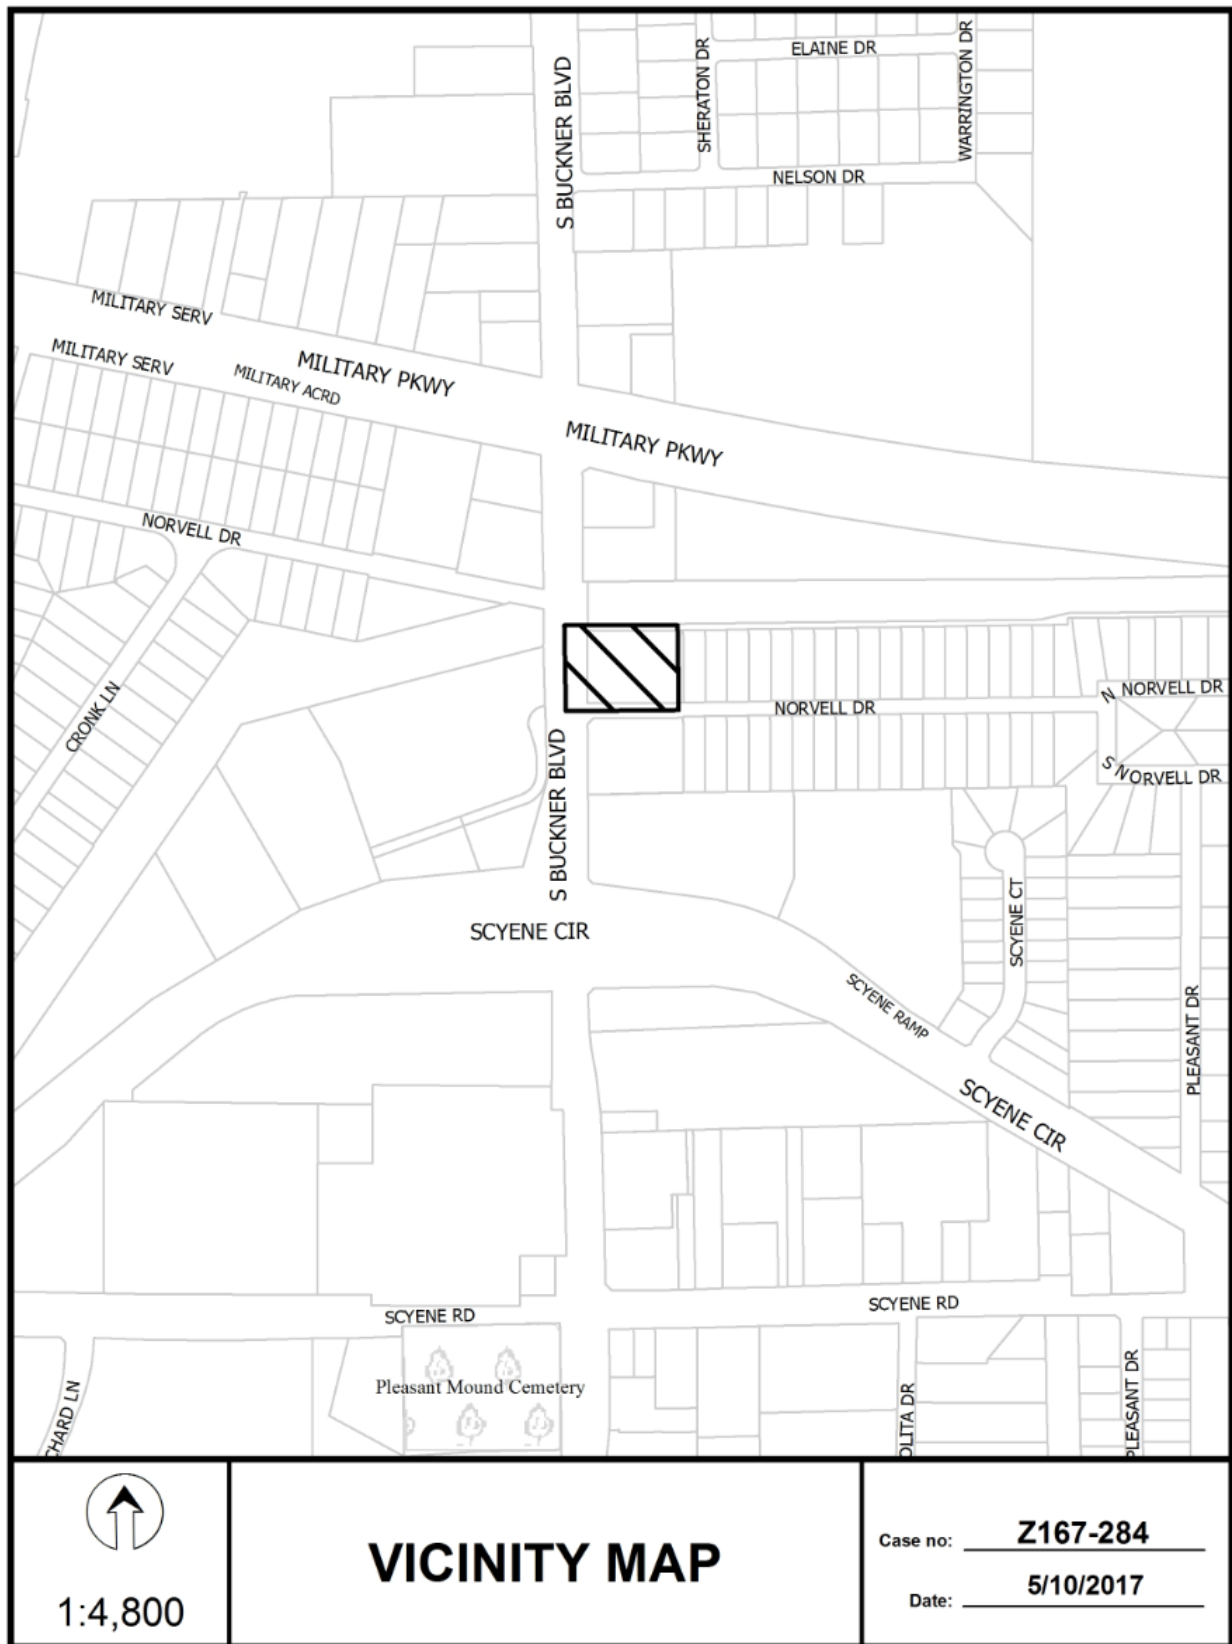 ELAINE DR
WARRINGTON DR
SHERATON DR
S BUCKNER BLVD
NELSON DR
MILITARY SERV
MILITARY SERV
MILITARY ACRD
MILITARY PKWY
MILITARY PKWY
NORVELL DR
CRONK LN
NORVELL DR
N NORVELL DR
S NORVELL DR
S BUCKNER BLVD
SCYENE CIR
SCYENE CT
SCYENE RAMP
PLEASANT DR
SCYENE CIR
SCYENE RD
SCYENE RD
Pleasant Mound Cemetery
CHARD LN
OLITA DR
PLEASANT DR
1:4,800
VICINITY MAP
Case no: Z167-284
Date: 5/10/2017